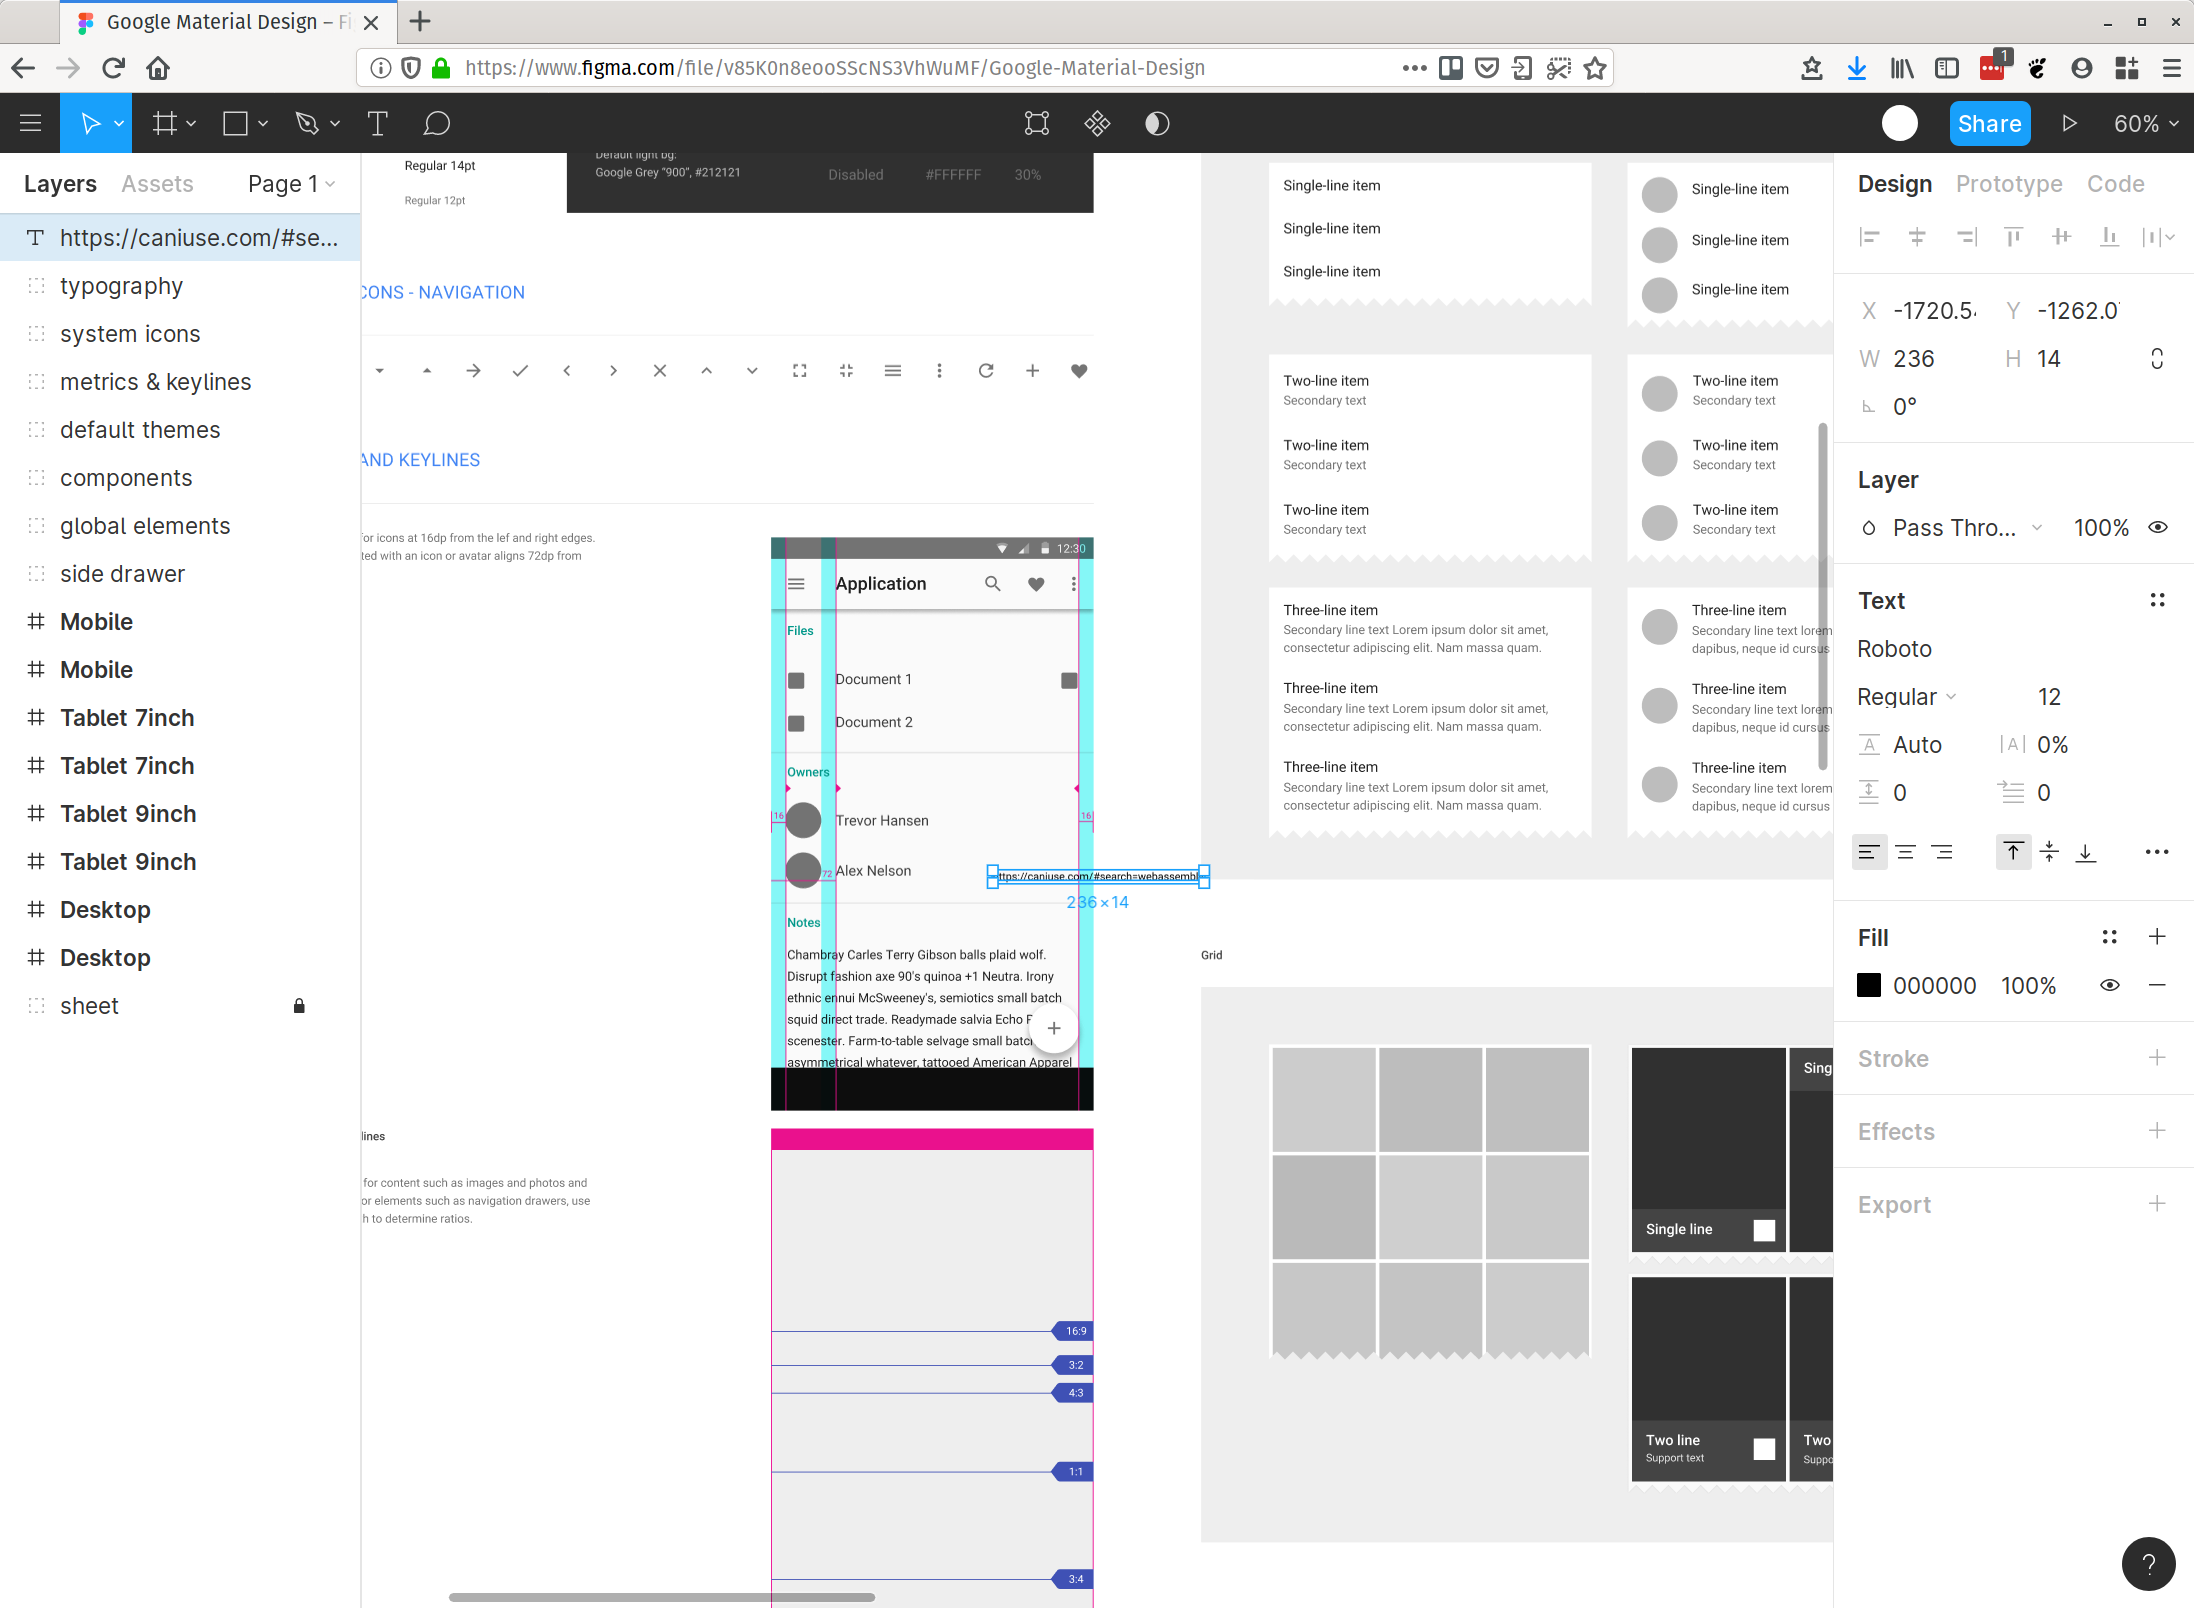 Google Material Design – Fi
https://www.figma.com/file/v85K0n8eooSScNS3VhWuMF/Google-Material-Design
1
Share
60%
Layers
Assets
Page 1
https://caniuse.com/#se...
typography
system icons
metrics & keylines
default themes
components
global elements
side drawer
Mobile
Mobile
Tablet 7inch
Tablet 7inch
Tablet 9inch
Tablet 9inch
Desktop
Desktop
sheet
Regular 14pt
Regular 12pt
Default light bg:
Google Grey "900", #212121
Disabled
#FFFFFF
30%
CONS - NAVIGATION
AND KEYLINES
for icons at 16dp from the lef and right edges.
ted with an icon or avatar aligns 72dp from
12:30
Application
Files
Document 1
Document 2
Owners
16
16
Trevor Hansen
72
Alex Nelson
ttps://caniuse.com/#search=webassembl
236 × 14
Notes
Chambray Carles Terry Gibson balls plaid wolf.
Disrupt fashion axe 90's quinoa +1 Neutra. Irony
ethnic ennui McSweeney's, semiotics small batch
squid direct trade. Readymade salvia Echo P
scenester. Farm-to-table selvage small batc
asymmetrical whatever, tattooed American Apparel
lines
for content such as images and photos and
or elements such as navigation drawers, use
h to determine ratios.
16:9
3:2
4:3
1:1
3:4
Single-line item
Single-line item
Single-line item
Single-line item
Single-line item
Single-line item
Two-line item
Secondary text
Two-line item
Secondary text
Two-line item
Secondary text
Two-line item
Secondary text
Two-line item
Secondary text
Two-line item
Secondary text
Three-line item
Secondary line text Lorem ipsum dolor sit amet,
consectetur adipiscing elit. Nam massa quam.
Three-line item
Secondary line text Lorem ipsum dolor sit amet,
consectetur adipiscing elit. Nam massa quam.
Three-line item
Secondary line text Lorem ipsum dolor sit amet,
consectetur adipiscing elit. Nam massa quam.
Three-line item
Secondary line text lorem
dapibus, neque id cursus
Three-line item
Secondary line text lorem
dapibus, neque id cursus
Three-line item
Secondary line text lorem
dapibus, neque id cursus
Grid
Single line
Sing
Two line
Support text
Two
Suppo
Design
Prototype
Code
X -1720.5
Y -1262.0
W 236
H 14
0°
Layer
Pass Thro...
100%
Text
Roboto
Regular
12
Auto
0%
0
0
Fill
000000
100%
Stroke
Effects
Export
?